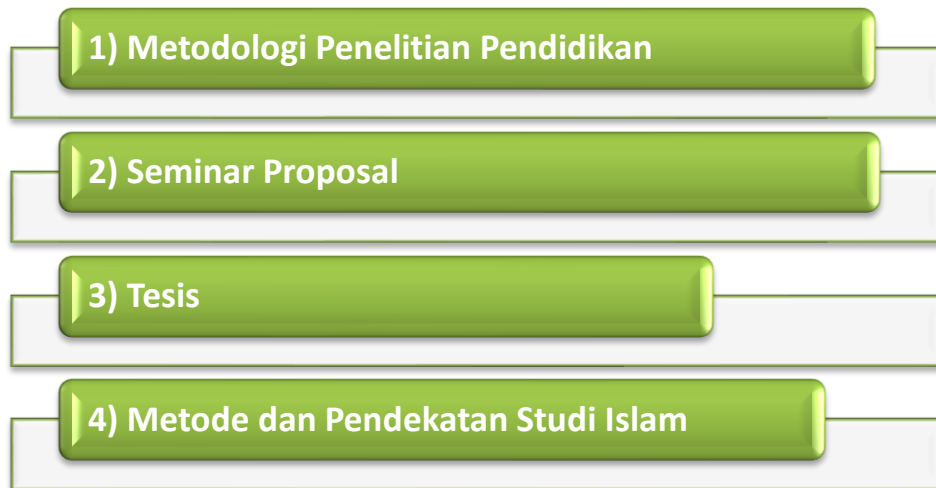 1) Metodologi Penelitian Pendidikan
2) Seminar Proposal
3) Tesis
4) Metode dan Pendekatan Studi Islam